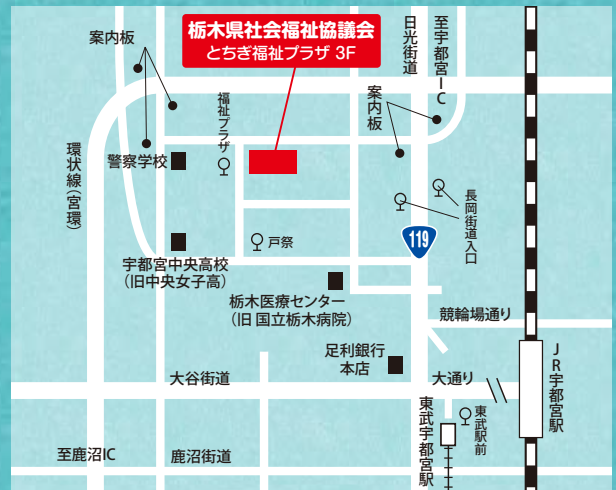 栃木県社会福祉協議会
とちぎ福祉プラザ 3F
案内板
日光街道
至宇都宮IC
福祉プラザ
案内板
環状線(宮環)
警察学校
長岡街道入口
119
戸祭
宇都宮中央高校
(旧中央女子高)
栃木医療センター
(旧 国立栃木病院)
競輪場通り
足利銀行
本店
JR宇都宮駅
大谷街道
大通り
東武宇都宮駅
東武駅前
至鹿沼IC
鹿沼街道